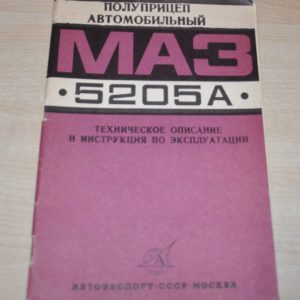 ПОЛУПРИЦЕП
АВТОМОБИЛЬНЫЙ
МАЗ
·5205А·
ТЕХНИЧЕСКОЕ ОПИСАНИЕ
И ИНСТРУКЦИЯ ПО ЭКСПЛУАТАЦИИ
АВТОЭКСПОРТ·СССР·МОСКВА